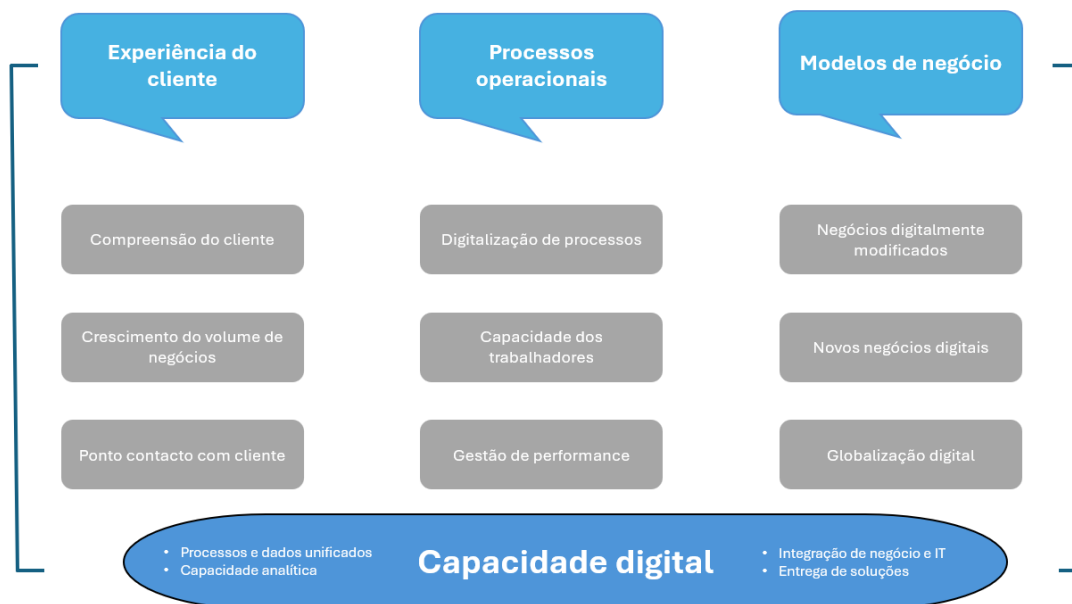 Experiência do
cliente
Processos
operacionais
Modelos de negócio
Compreensão do cliente
Digitalização de processos
Negócios digitalmente
modificados
Crescimento do volume de
negócios
Capacidade dos
trabalhadores
Novos negócios digitais
Ponto contacto com cliente
Gestão de performance
Globalização digital
• Processos e dados unificados
• Capacidade analítica
Capacidade digital
• Integração de negócio e IT
• Entrega de soluções